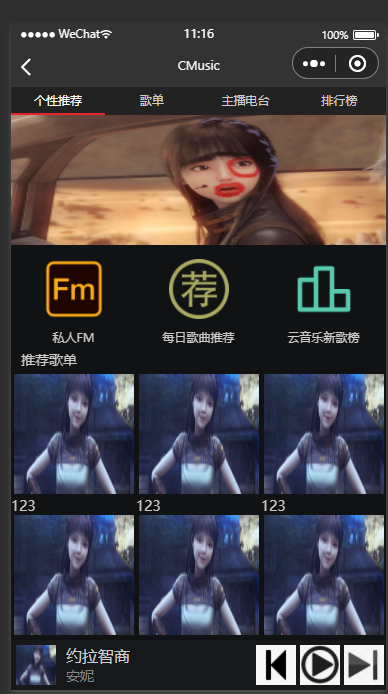 WeChat 11:16 100%
CMusic
个性推荐 歌单 主播电台 排行榜
Fm 荐
私人FM 每日歌曲推荐 云音乐新歌榜
推荐歌单
123 123 123
约拉智商
安妮